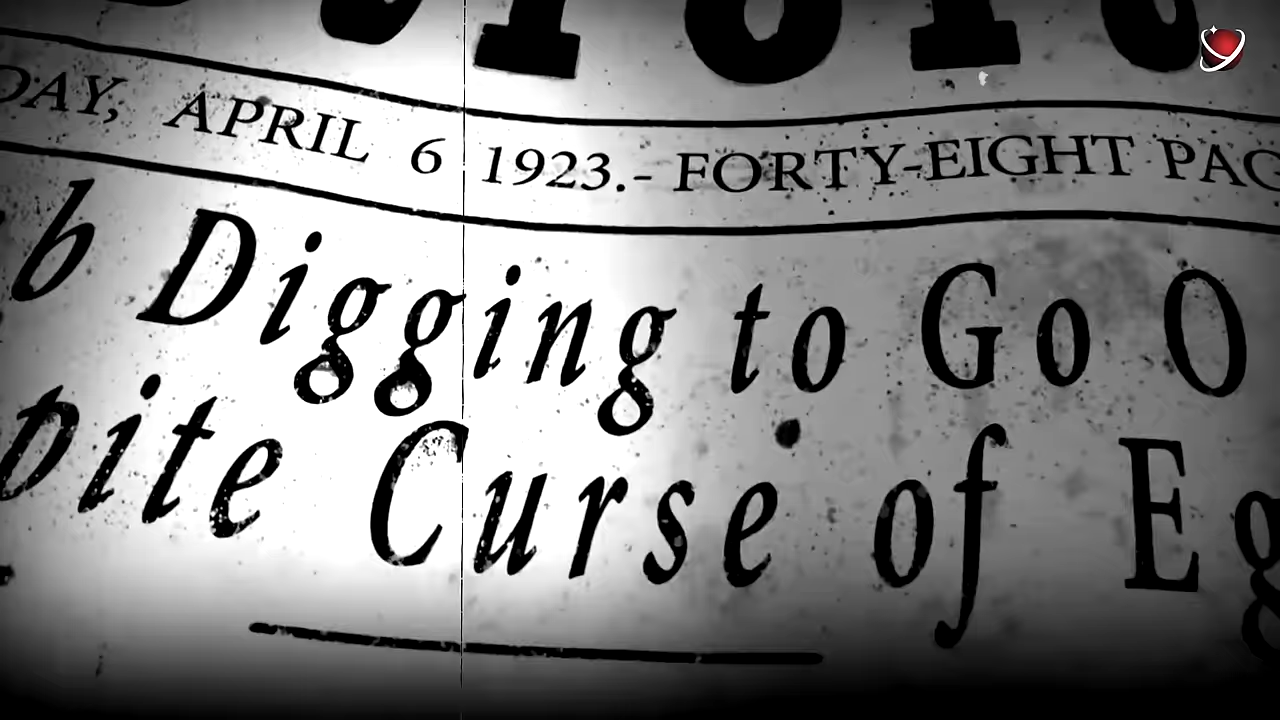 DAY, APRIL 6 1923.- FORTY-EIGHT PAG
b Digging to Go O
pite Curse of Eg